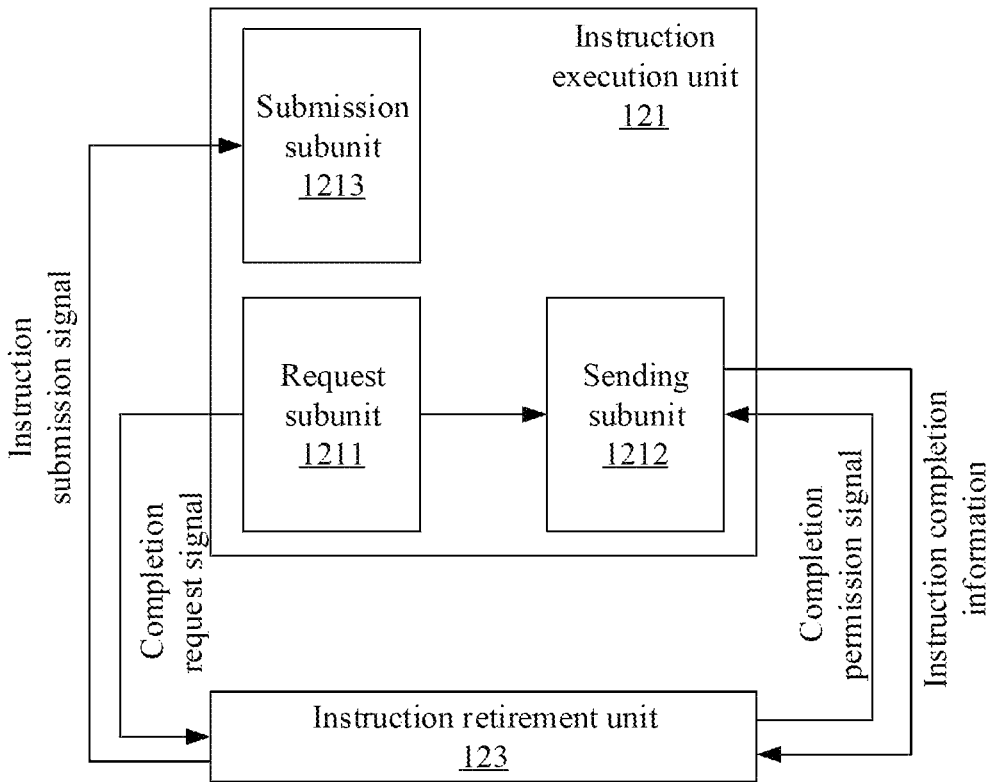 Instruction
execution unit
121
Submission
subunit
1213
Request
subunit
1211
Sending
subunit
1212
Instruction
submission signal
Completion
request signal
Completion
permission signal
Instruction completion
information
Instruction retirement unit
123